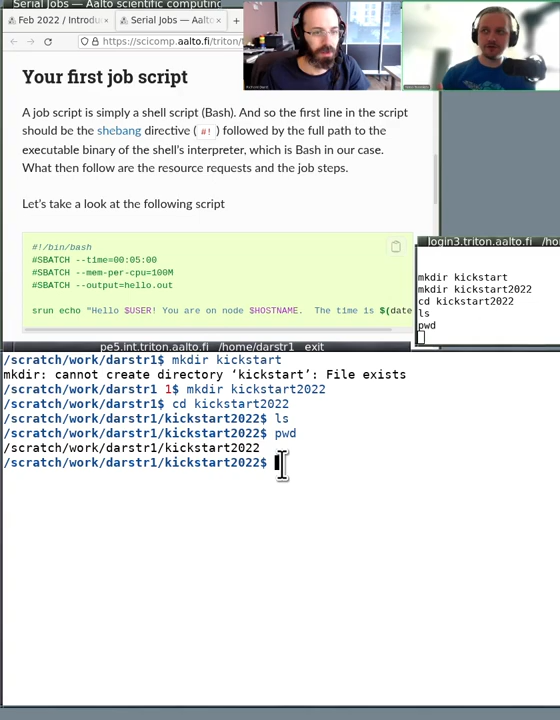 Serial Jobs — Aalto scientific computing
Feb 2022 / Introdu
Serial Jobs — Aalto
https://scicomp.aalto.fi/triton/
Your first job script
A job script is simply a shell script (Bash). And so the first line in the script
should be the shebang directive ( #! ) followed by the full path to the
executable binary of the shell's interpreter, which is Bash in our case.
What then follow are the resource requests and the job steps.
Let's take a look at the following script
#!/bin/bash
#SBATCH --time=00:05:00
#SBATCH --mem-per-cpu=100M
#SBATCH --output=hello.out
srun echo "Hello $USER! You are on node $HOSTNAME.  The time is $(date
login3.triton.aalto.fi /ho
mkdir kickstart
mkdir kickstart2022
cd kickstart2022
ls
pwd
pe5.int.triton.aalto.fi /home/darstr1 exit
/scratch/work/darstr1$ mkdir kickstart
mkdir: cannot create directory ‘kickstart’: File exists
/scratch/work/darstr1 1$ mkdir kickstart2022
/scratch/work/darstr1$ cd kickstart2022
/scratch/work/darstr1/kickstart2022$ ls
/scratch/work/darstr1/kickstart2022$ pwd
/scratch/work/darstr1/kickstart2022
/scratch/work/darstr1/kickstart2022$